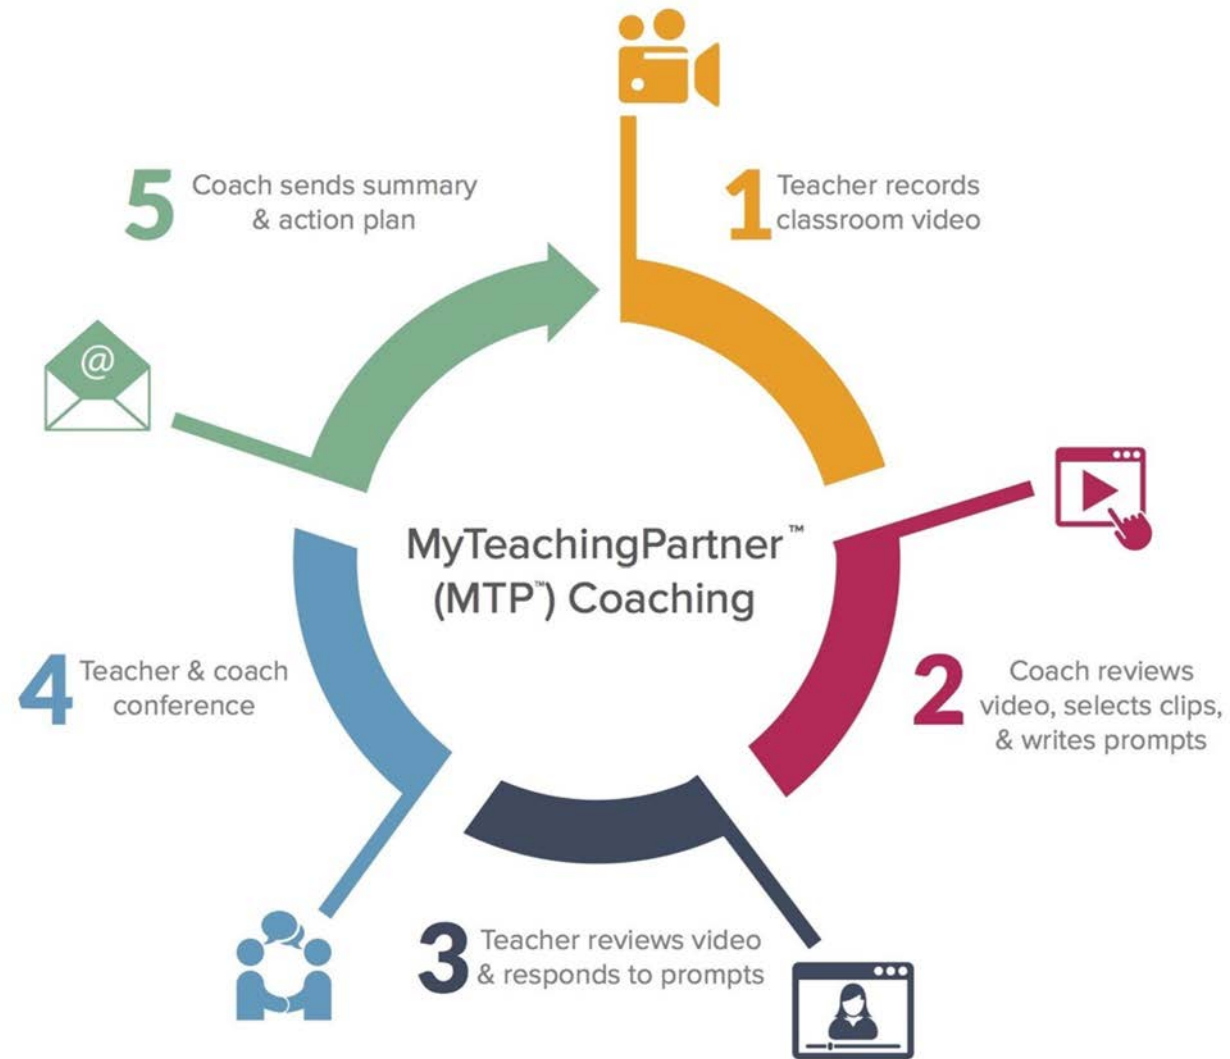 1
Teacher records
classroom video
2
Coach reviews
video, selects clips,
& writes prompts
3
Teacher reviews video
& responds to prompts
4
Teacher & coach
conference
5
Coach sends summary
& action plan
@
MyTeachingPartner™
(MTP™) Coaching